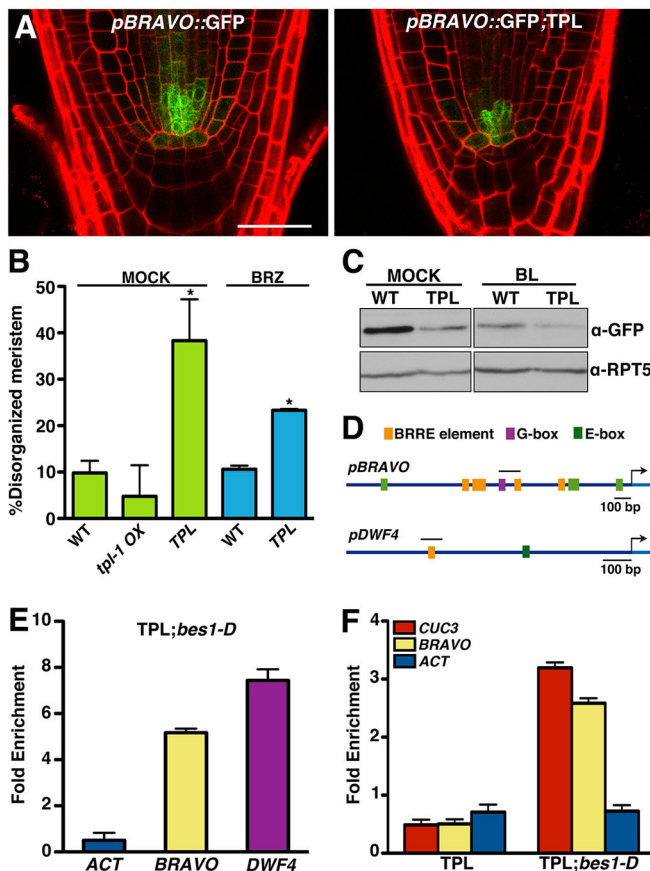 A
pBRAVO::GFP
pBRAVO::GFP;TPL
B
MOCK
BRZ
%Disorganized meristem
50
40
30
20
10
0
*
*
WT
tpl-1 OX
TPL
WT
TPL
C
MOCK
BL
WT TPL WT TPL
α-GFP
α-RPT5
D
BRRE element G-box E-box
pBRAVO
100 bp
pDWF4
100 bp
E
TPL;bes1-D
Fold Enrichment
8
6
4
2
0
ACT BRAVO DWF4
F
CUC3
BRAVO
ACT
Fold Enrichment
4
3
2
1
0
TPL TPL;bes1-D